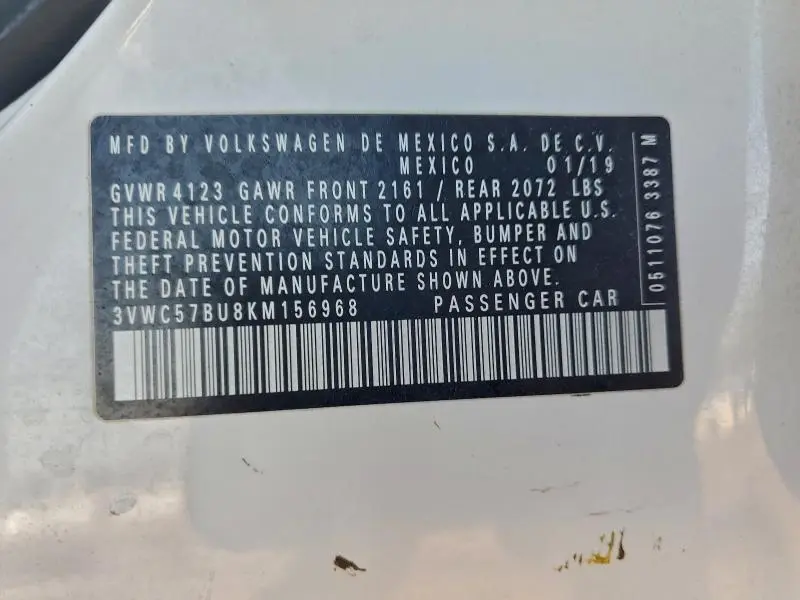 MFD BY VOLKSWAGEN DE MEXICO S.A. DE C.V.
MEXICO 01/19
GVWR 4123 GAWR FRONT 2161 / REAR 2072 LBS
THIS VEHICLE CONFORMS TO ALL APPLICABLE U.S.
FEDERAL MOTOR VEHICLE SAFETY, BUMPER AND
THEFT PREVENTION STANDARDS IN EFFECT ON
THE DATE OF MANUFACTURE SHOWN ABOVE.
3VWC57BU8KM156968 PASSENGER CAR
0511076 3387 M